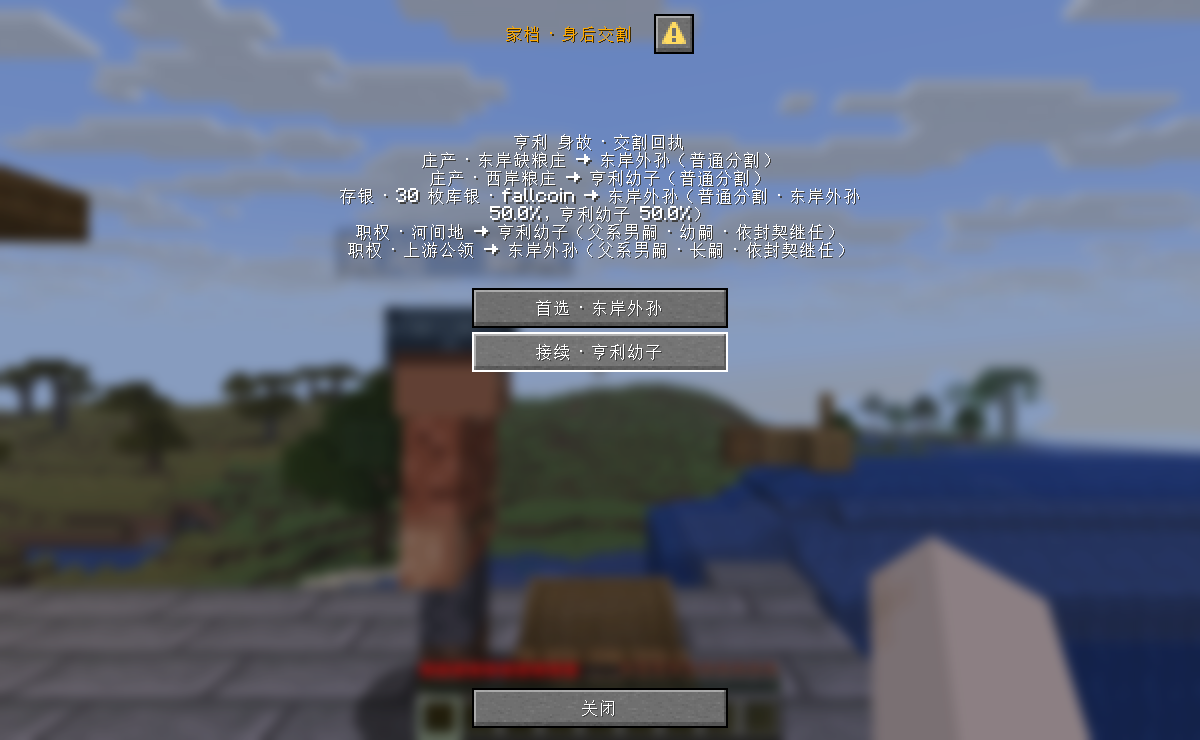 家档 · 身后交割
亨利 身故 · 交割回执
庄产 · 东岸缺粮庄 → 东岸外孙（普通分割）
庄产 · 西岸粮庄 → 亨利幼子（普通分割）
存银 · 30 枚库银 · fallcoin → 东岸外孙（普通分割 · 东岸外孙
50.0%, 亨利幼子 50.0%）
职权 · 河间地 → 亨利幼子（父系男嗣 · 幼嗣 · 依封契继任）
职权 · 上游公领 → 东岸外孙（父系男嗣 · 长嗣 · 依封契继任）
首选 · 东岸外孙
接续 · 亨利幼子
关闭